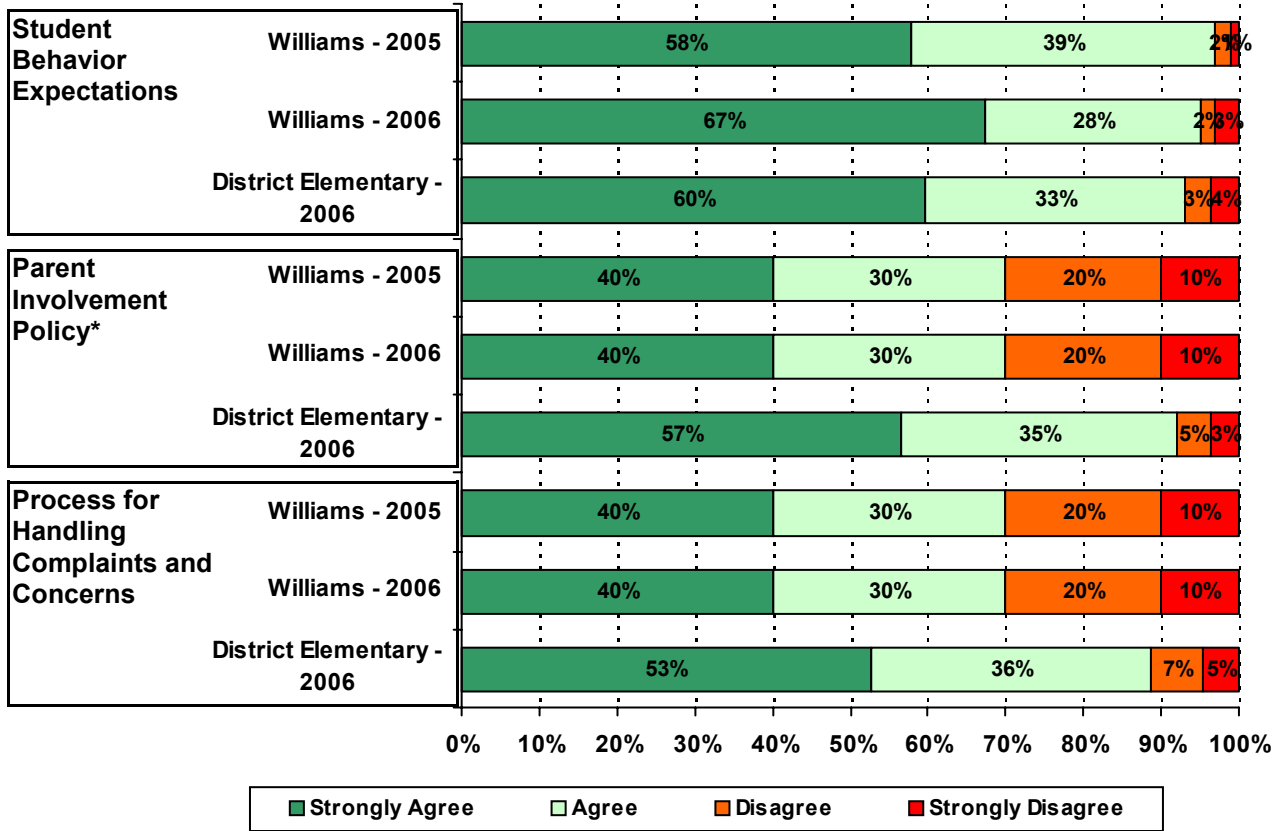 Student
Behavior
Expectations
Williams - 2005
58% 39% 2% 1%
Williams - 2006
67% 28% 2% 3%
District Elementary -
2006
60% 33% 3% 4%
Parent
Involvement
Policy*
Williams - 2005
40% 30% 20% 10%
Williams - 2006
40% 30% 20% 10%
District Elementary -
2006
57% 35% 5% 3%
Process for
Handling
Complaints and
Concerns
Williams - 2005
40% 30% 20% 10%
Williams - 2006
40% 30% 20% 10%
District Elementary -
2006
53% 36% 7% 5%
0% 10% 20% 30% 40% 50% 60% 70% 80% 90% 100%
Strongly Agree Agree Disagree Strongly Disagree